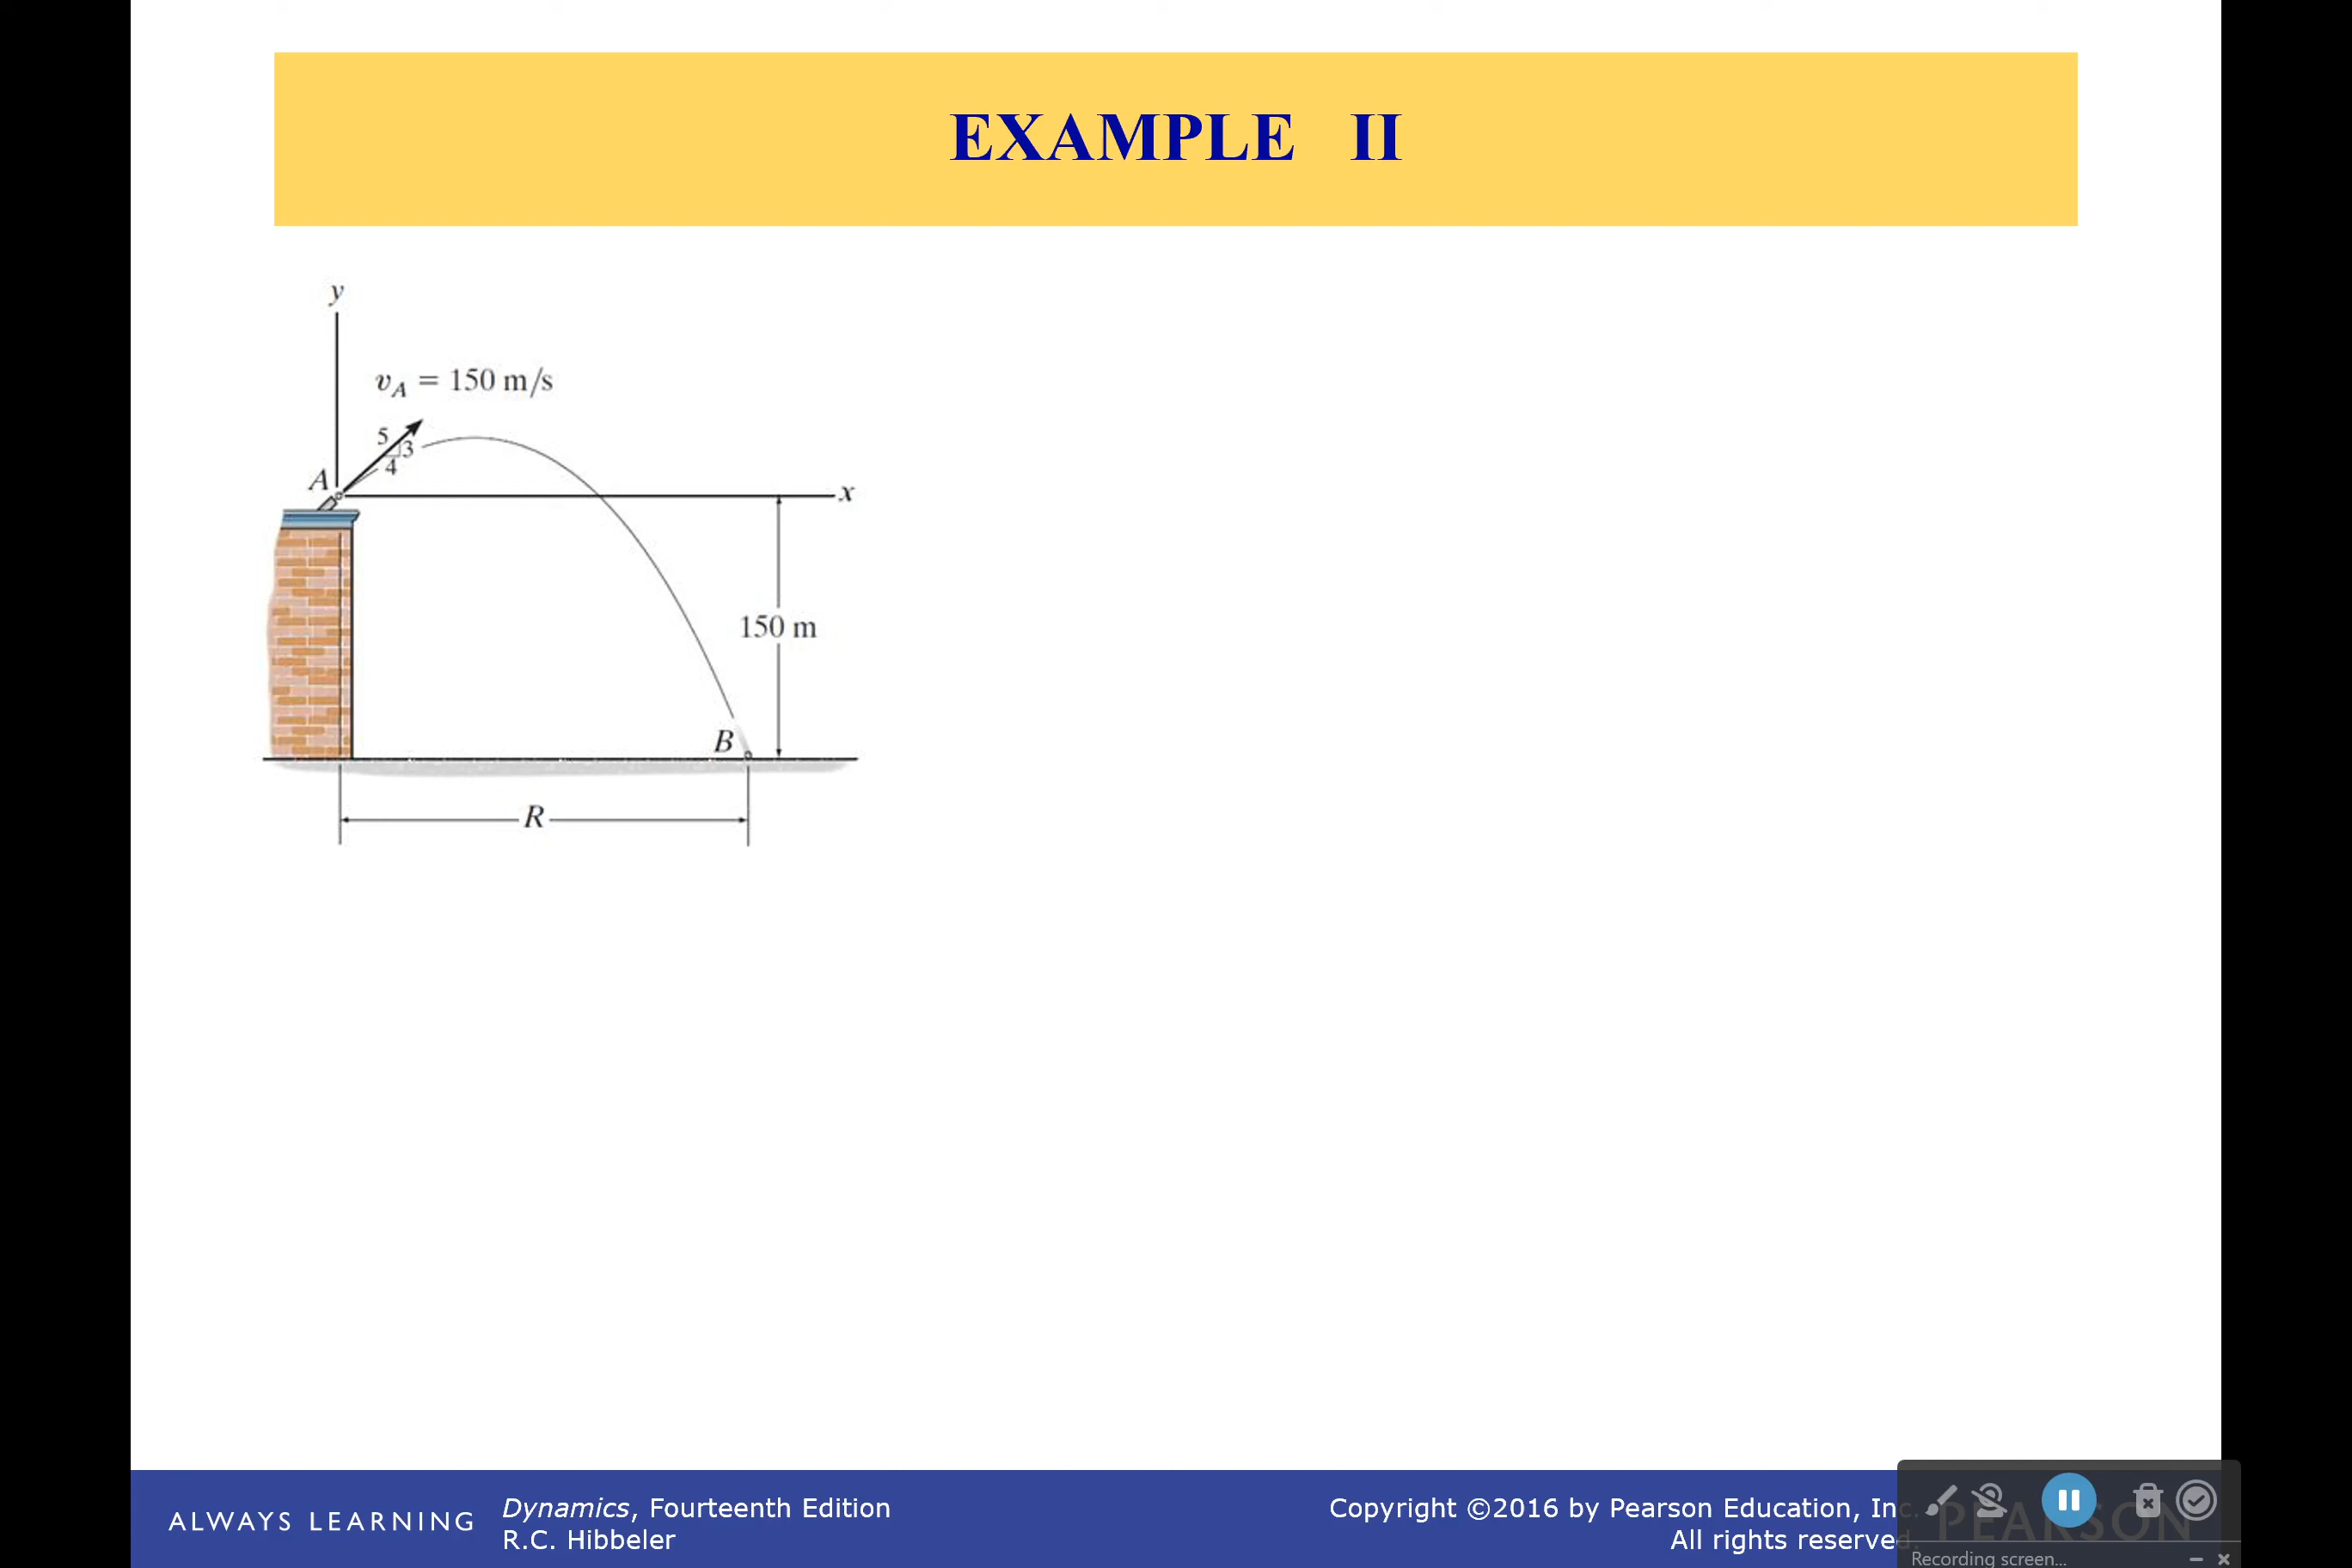 EXAMPLE II
y
v_A = 150 m/s
5
3
4
A
x
150 m
B
R
ALWAYS LEARNING
Dynamics, Fourteenth Edition
R.C. Hibbeler
Copyright ©2016 by Pearson Education, Inc.
All rights reserved.
PEARSON
Recording screen...